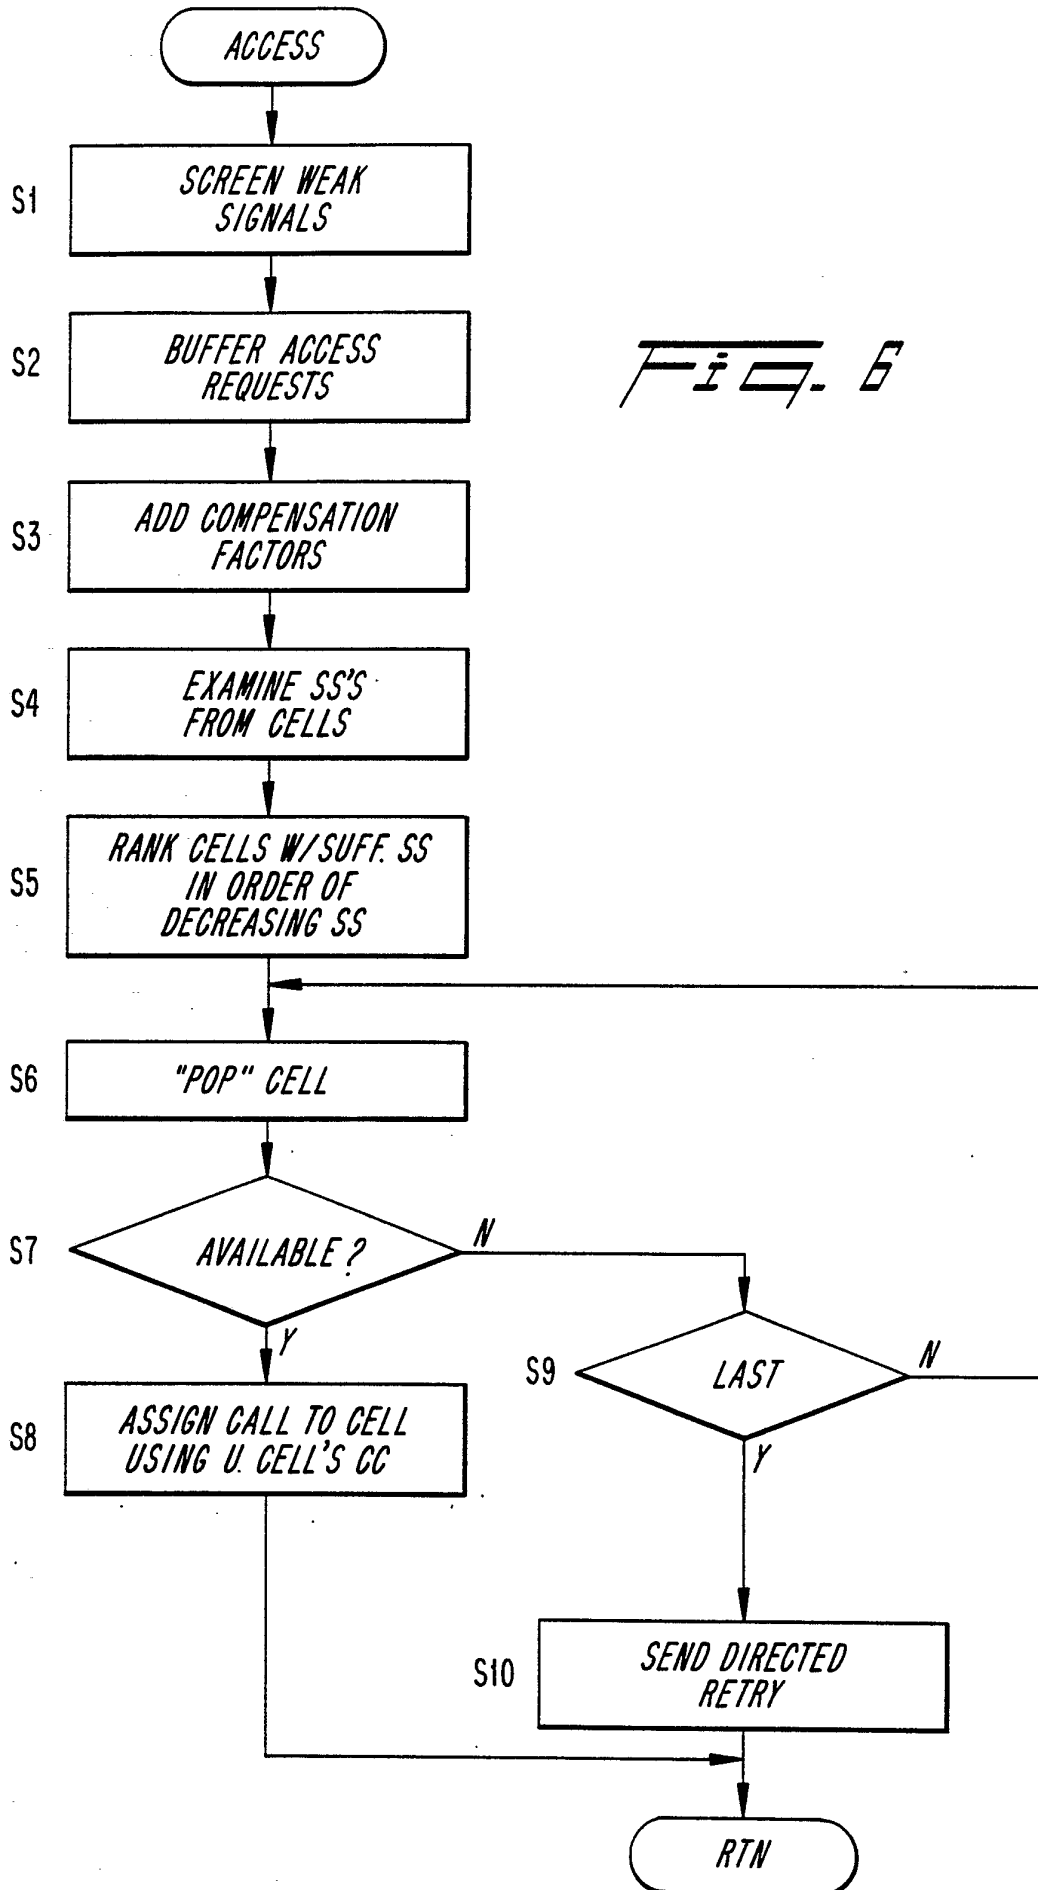 ACCESS
S1
SCREEN WEAK
SIGNALS
S2
BUFFER ACCESS
REQUESTS
Fig. 6
S3
ADD COMPENSATION
FACTORS
S4
EXAMINE SS'S
FROM CELLS
S5
RANK CELLS W/SUFF. SS
IN ORDER OF
DECREASING SS
S6
"POP" CELL
S7
AVAILABLE?
N
Y
S9
LAST
N
Y
S8
ASSIGN CALL TO CELL
USING U. CELL'S CC
S10
SEND DIRECTED
RETRY
RTN